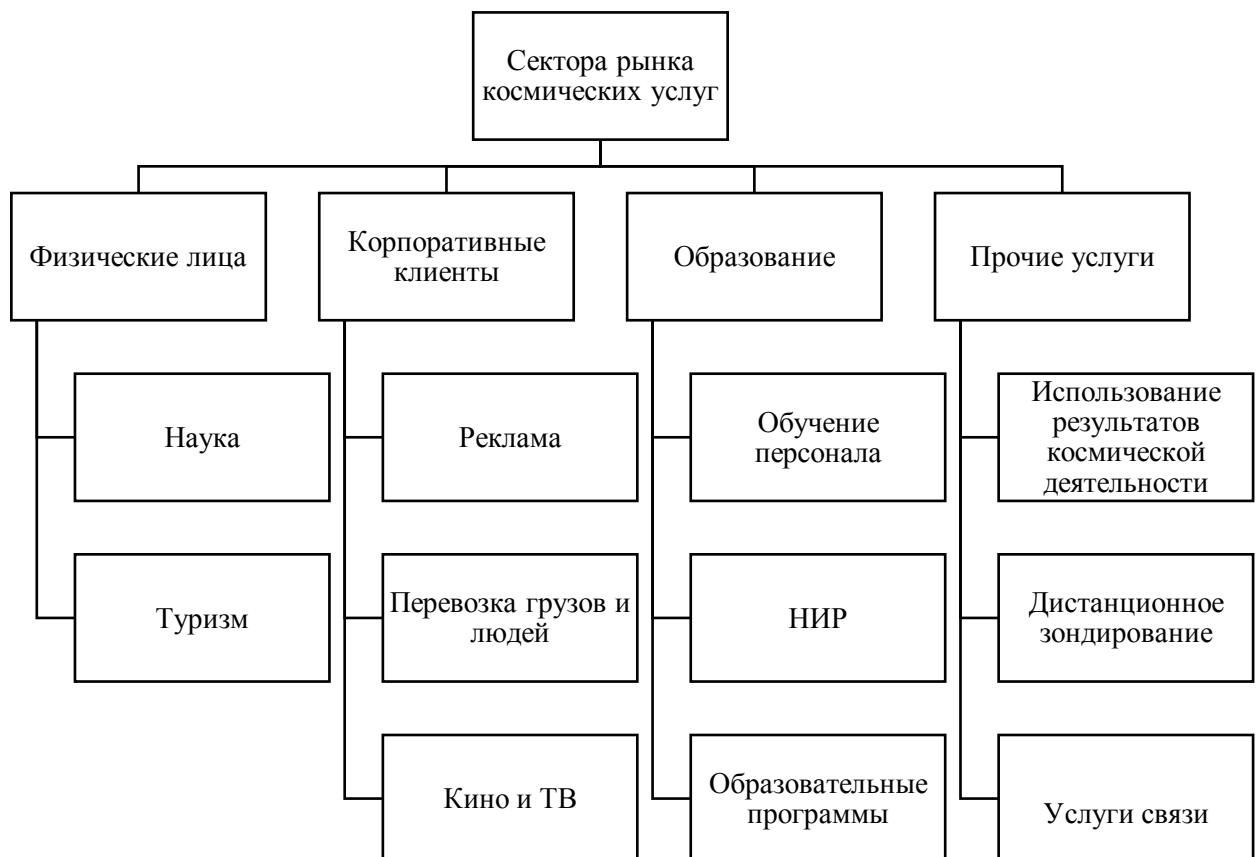 Сектора рынка
космических услуг
Физические лица
Корпоративные
клиенты
Образование
Прочие услуги
Наука
Реклама
Обучение
персонала
Использование
результатов
космической
деятельности
Туризм
Перевозка грузов и
людей
НИР
Дистанционное
зондирование
Кино и ТВ
Образовательные
программы
Услуги связи